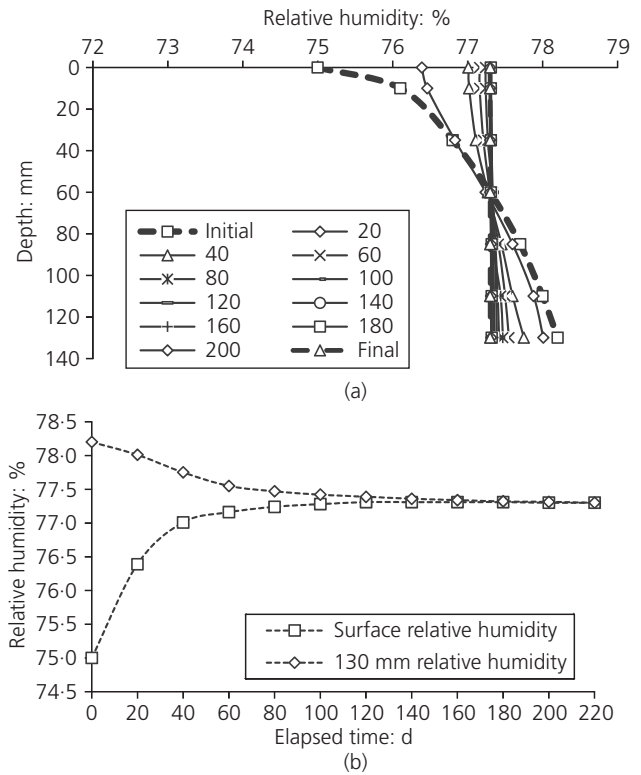 Relative humidity: %
72 73 74 75 76 77 78 79
0
20
40
60
80
100
120
140
Depth: mm
Initial 20
40 60
80 100
120 140
160 180
200 Final
(a)
78·5
78·0
77·5
77·0
76·5
76·0
75·5
75·0
74·5
Relative humidity: %
Surface relative humidity
130 mm relative humidity
0 20 40 60 80 100 120 140 160 180 200 220
Elapsed time: d
(b)